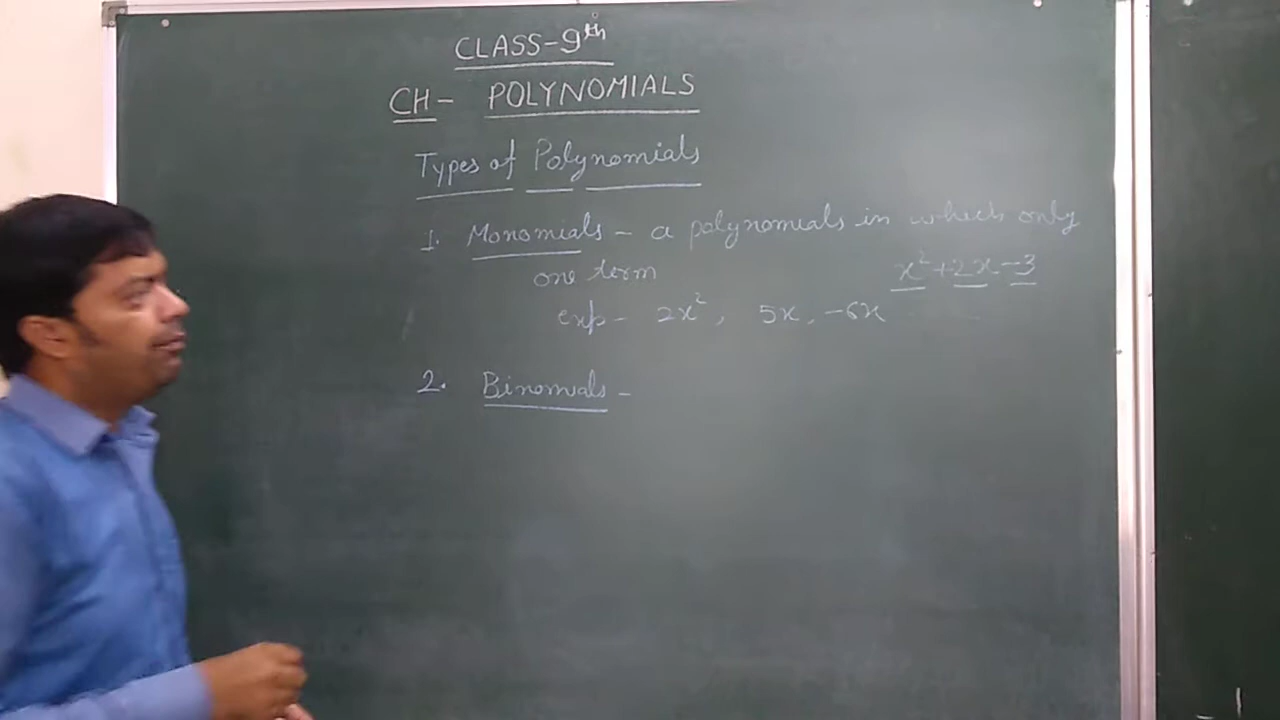 CLASS-9th
CH- POLYNOMIALS
Types of Polynomials
1. Monomials - a polynomials in which only
one term
x²+2x-3
exp- 2x², 5x, -6x
2. Binomials -